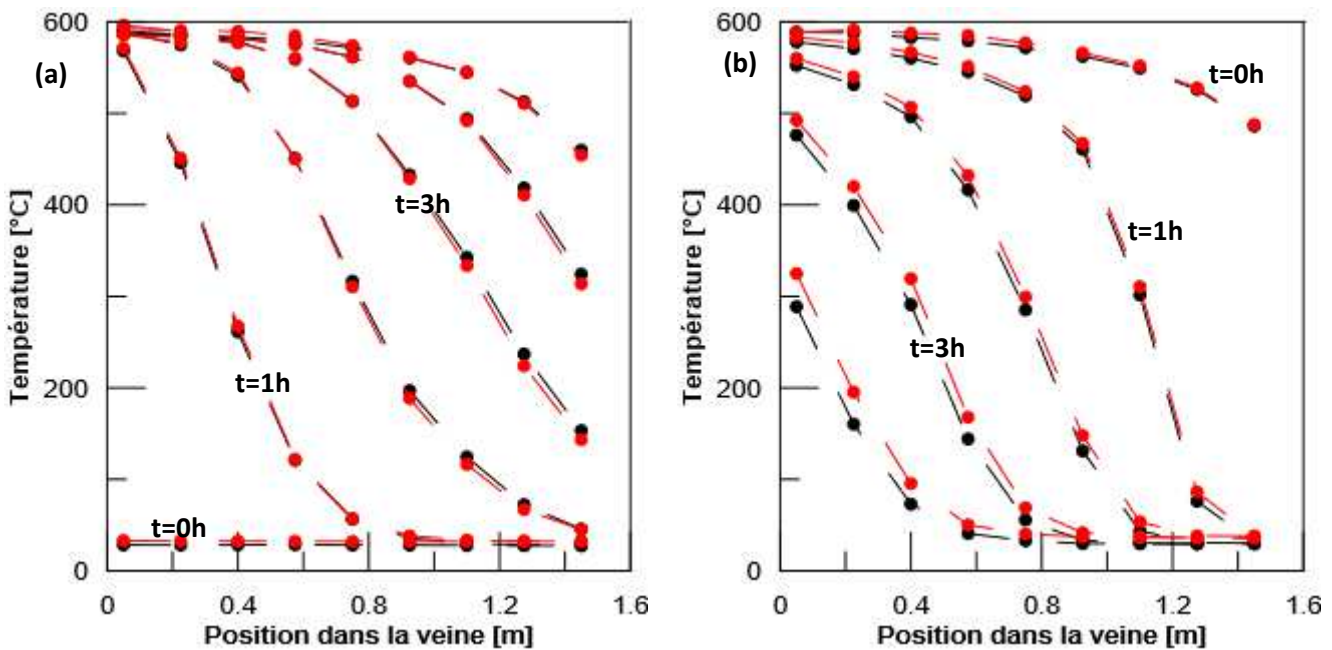 (a)
Température [°C]
600
400
200
0
t=3h
t=1h
t=0h
0 0.4 0.8 1.2 1.6
Position dans la veine [m]
(b)
Température [°C]
600
400
200
0
t=0h
t=1h
t=3h
0 0.4 0.8 1.2 1.6
Position dans la veine [m]